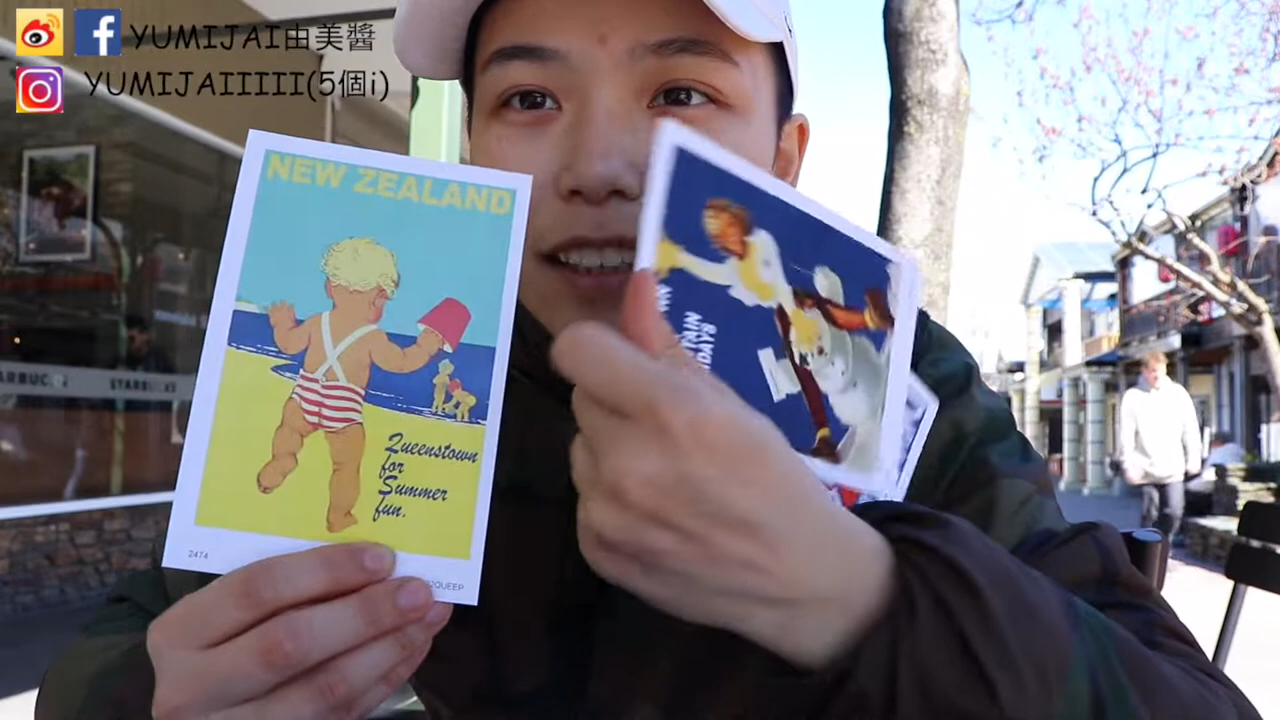 YUMIJAI由美醬
YUMIJAIIIII(5個i)
NEW ZEALAND
Queenstown
for
Summer
fun.
2474
STARBUCKS